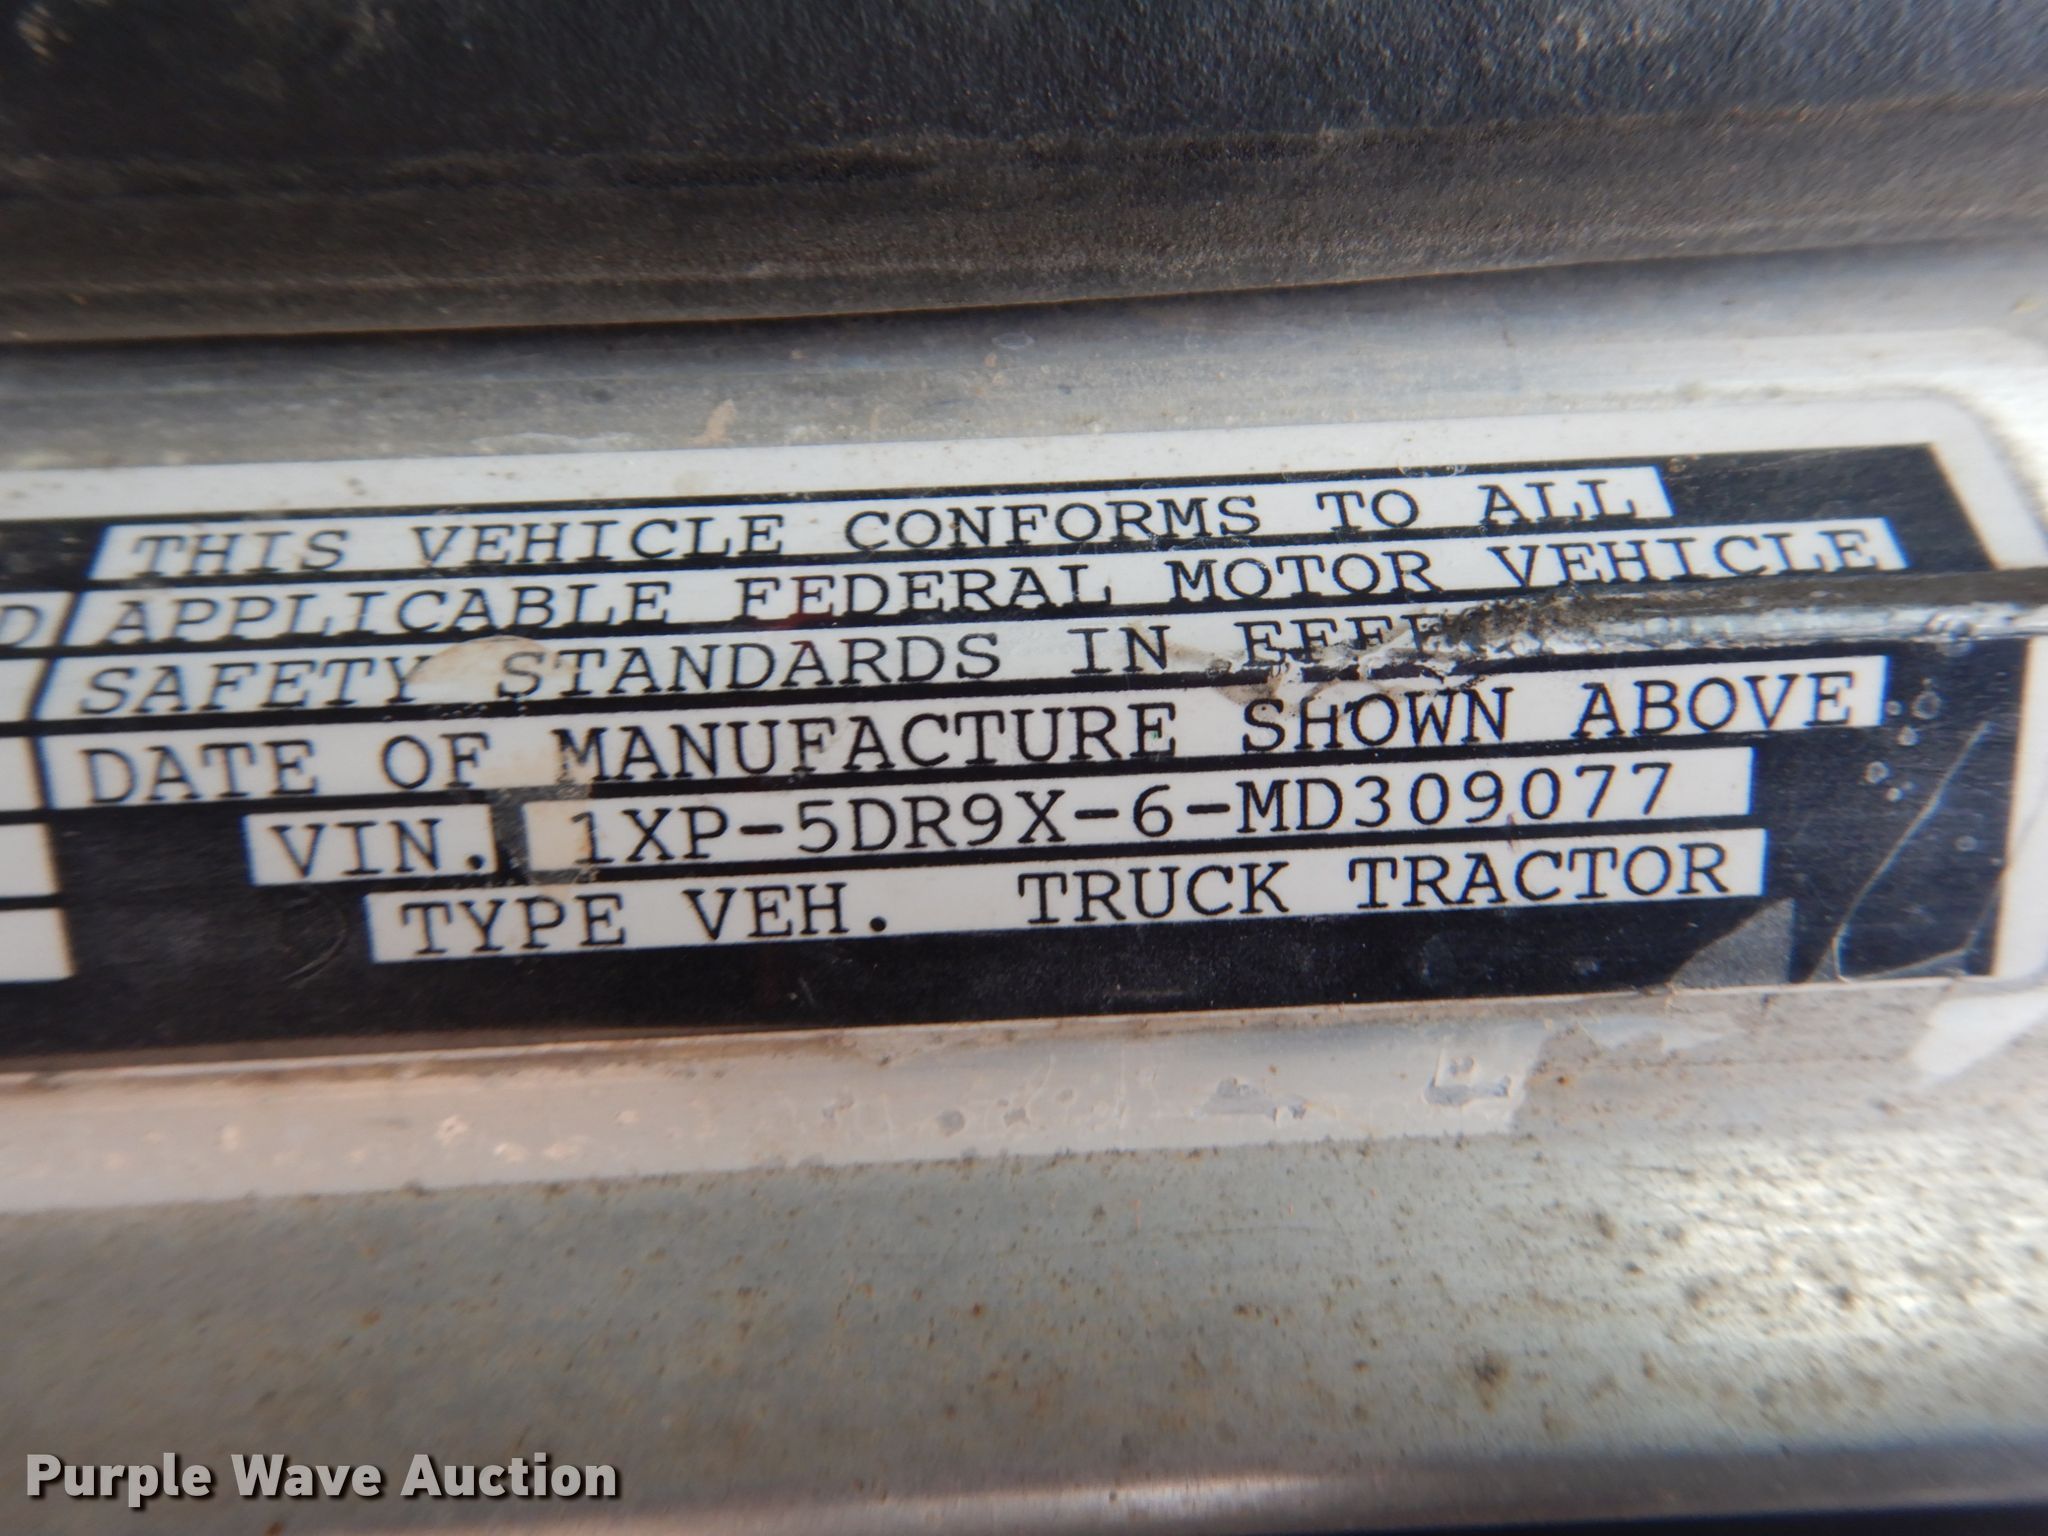 THIS VEHICLE CONFORMS TO ALL
D APPLICABLE FEDERAL MOTOR VEHICLE
SAFETY STANDARDS IN
DATE OF MANUFACTURE SHOWN ABOVE
VIN. 1XP-5DR9X-6-MD309077
TYPE VEH. TRUCK TRACTOR
Purple Wave Auction